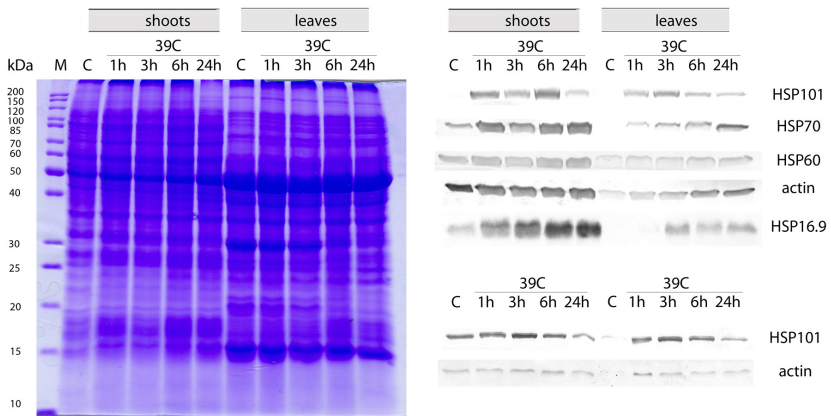 shoots leaves
39C 39C
kDa M C 1h 3h 6h 24h C 1h 3h 6h 24h
200
150
120
100
85
70
60
50
40
30
25
20
15
10
shoots leaves
39C 39C
C 1h 3h 6h 24h C 1h 3h 6h 24h
HSP101
HSP70
HSP60
actin
HSP16.9
39C 39C
C 1h 3h 6h 24h C 1h 3h 6h 24h
HSP101
actin